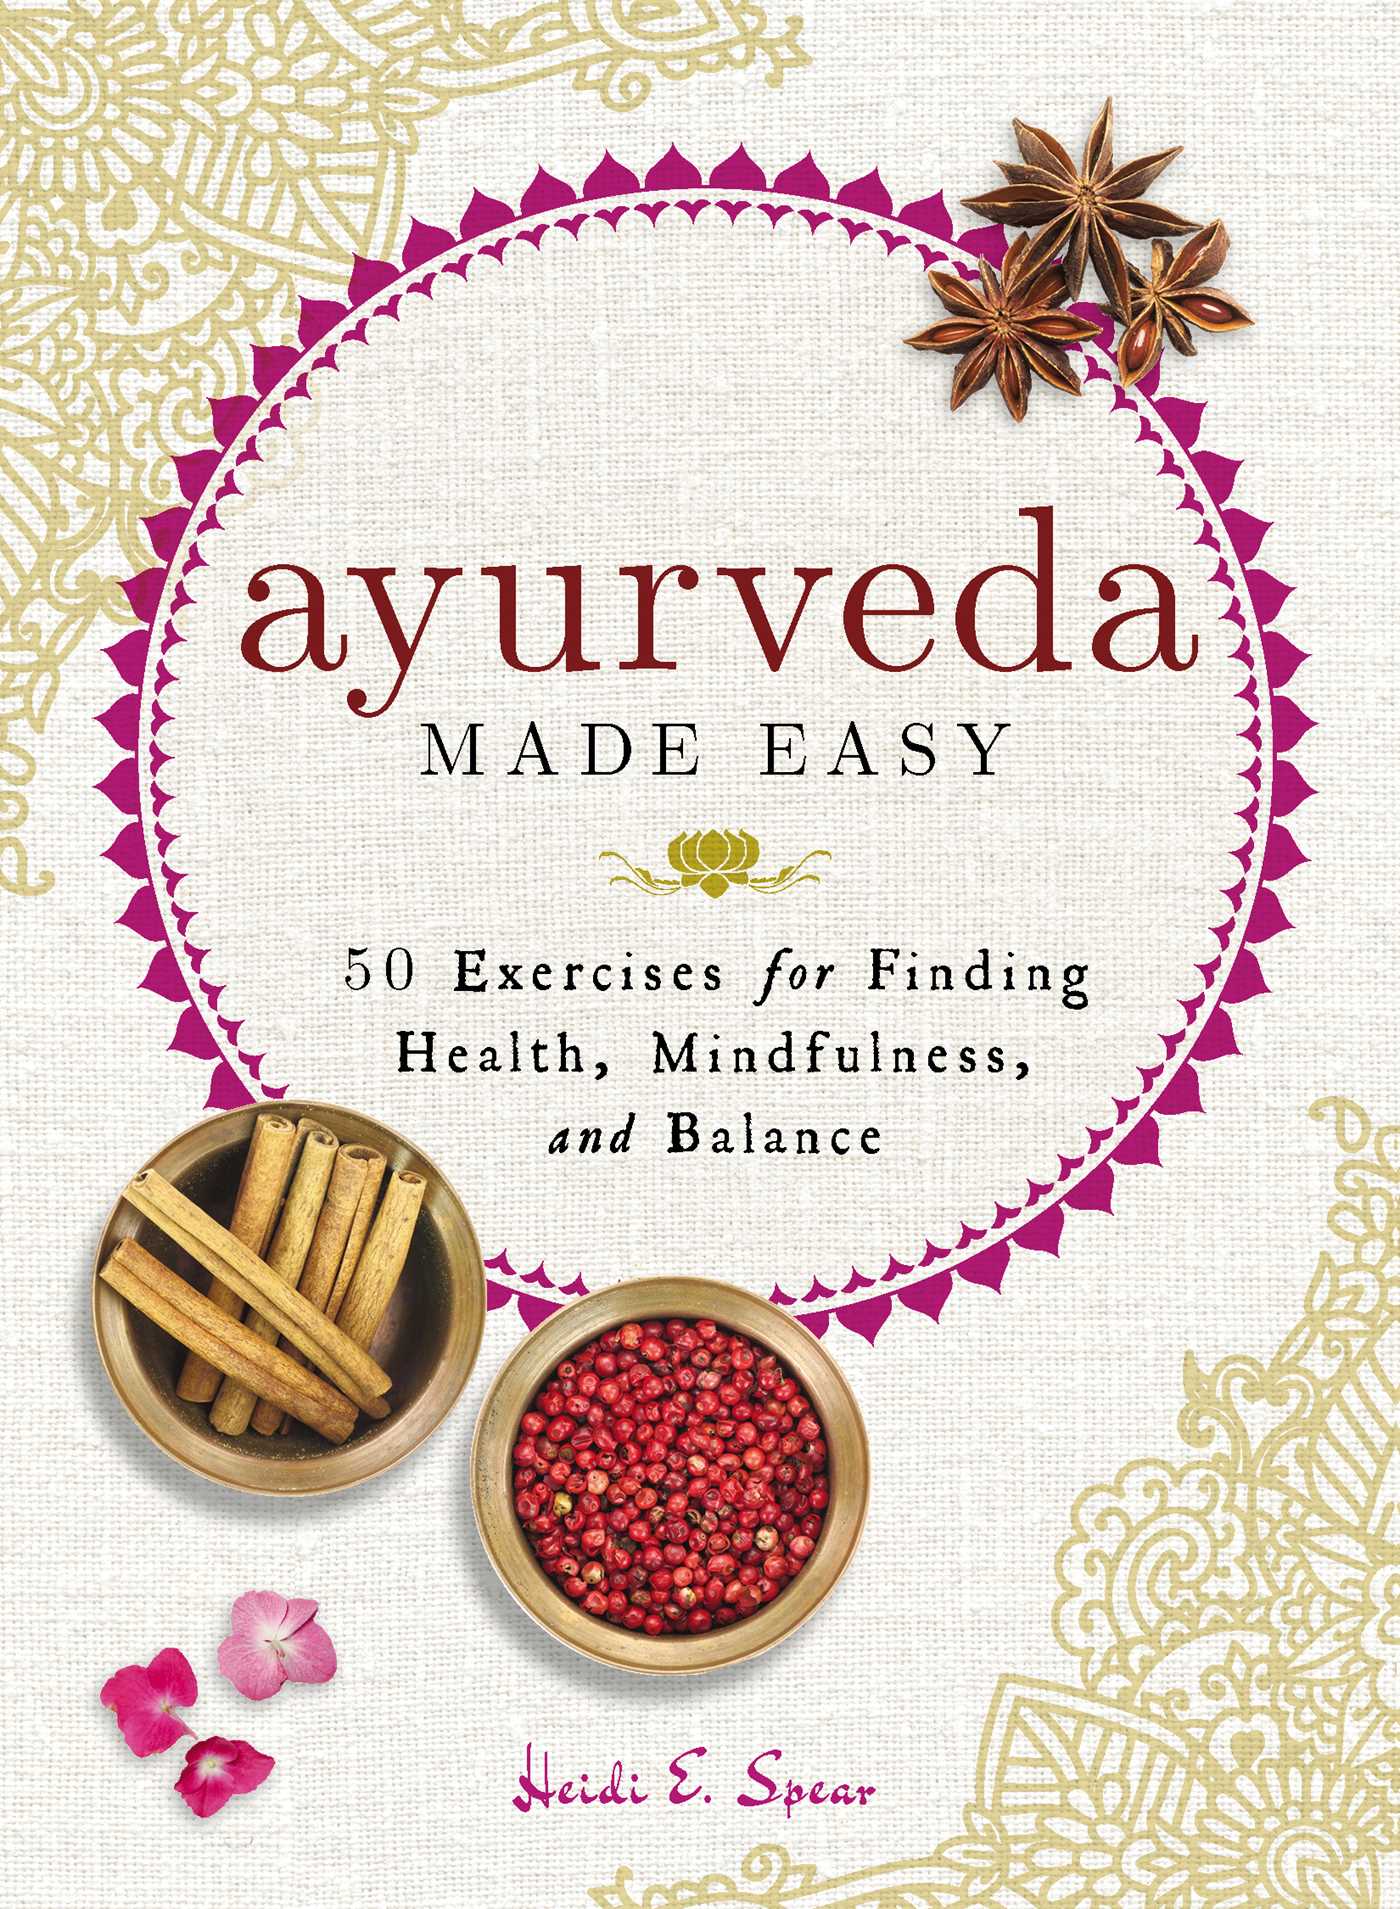 ayurveda
MADE EASY
50 Exercises for Finding
Health, Mindfulness,
and Balance
Heidi E. Spear